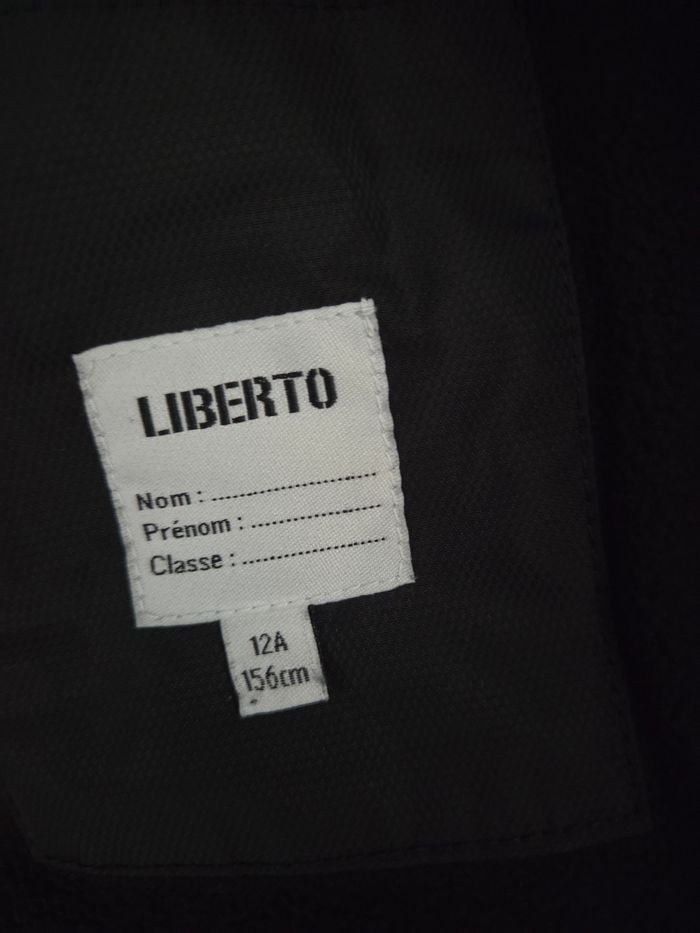 LIBERTO
Nom : ........................
Prénom : ...................
Classe : .....................
12A
156cm